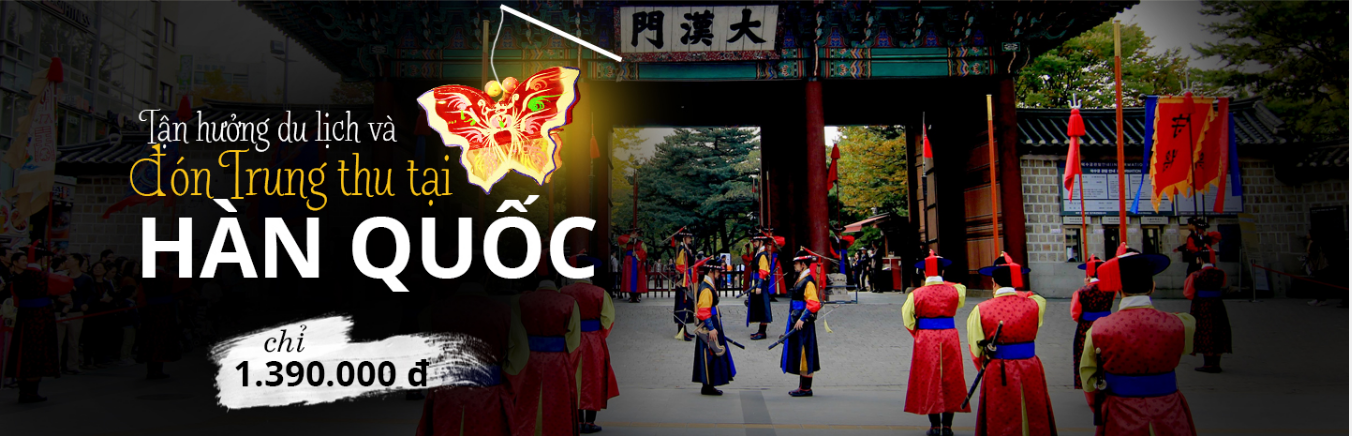 門漢大
Tận hưởng du lịch và
đón Trung thu tại
HÀN QUỐC
chỉ
1.390.000 đ